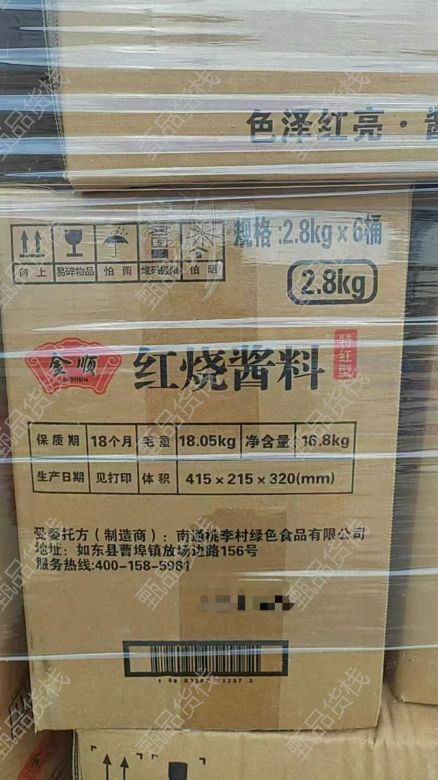 色泽红亮·酱
规格:2.8kg×6桶
向上 易碎物品 怕雨 堆码极限 怕晒
2.8kg
金顺
JINSHUN
红烧酱料
特红型
保质期 18个月 毛重 18.05kg 净含量 16.8kg
生产日期 见打印 体积 415×215×320(mm)
受委托方(制造商):南通桃李村绿色食品有限公司
地址:如东县曹埠镇放场边路156号
服务热线:400-158-5961
甄品货栈